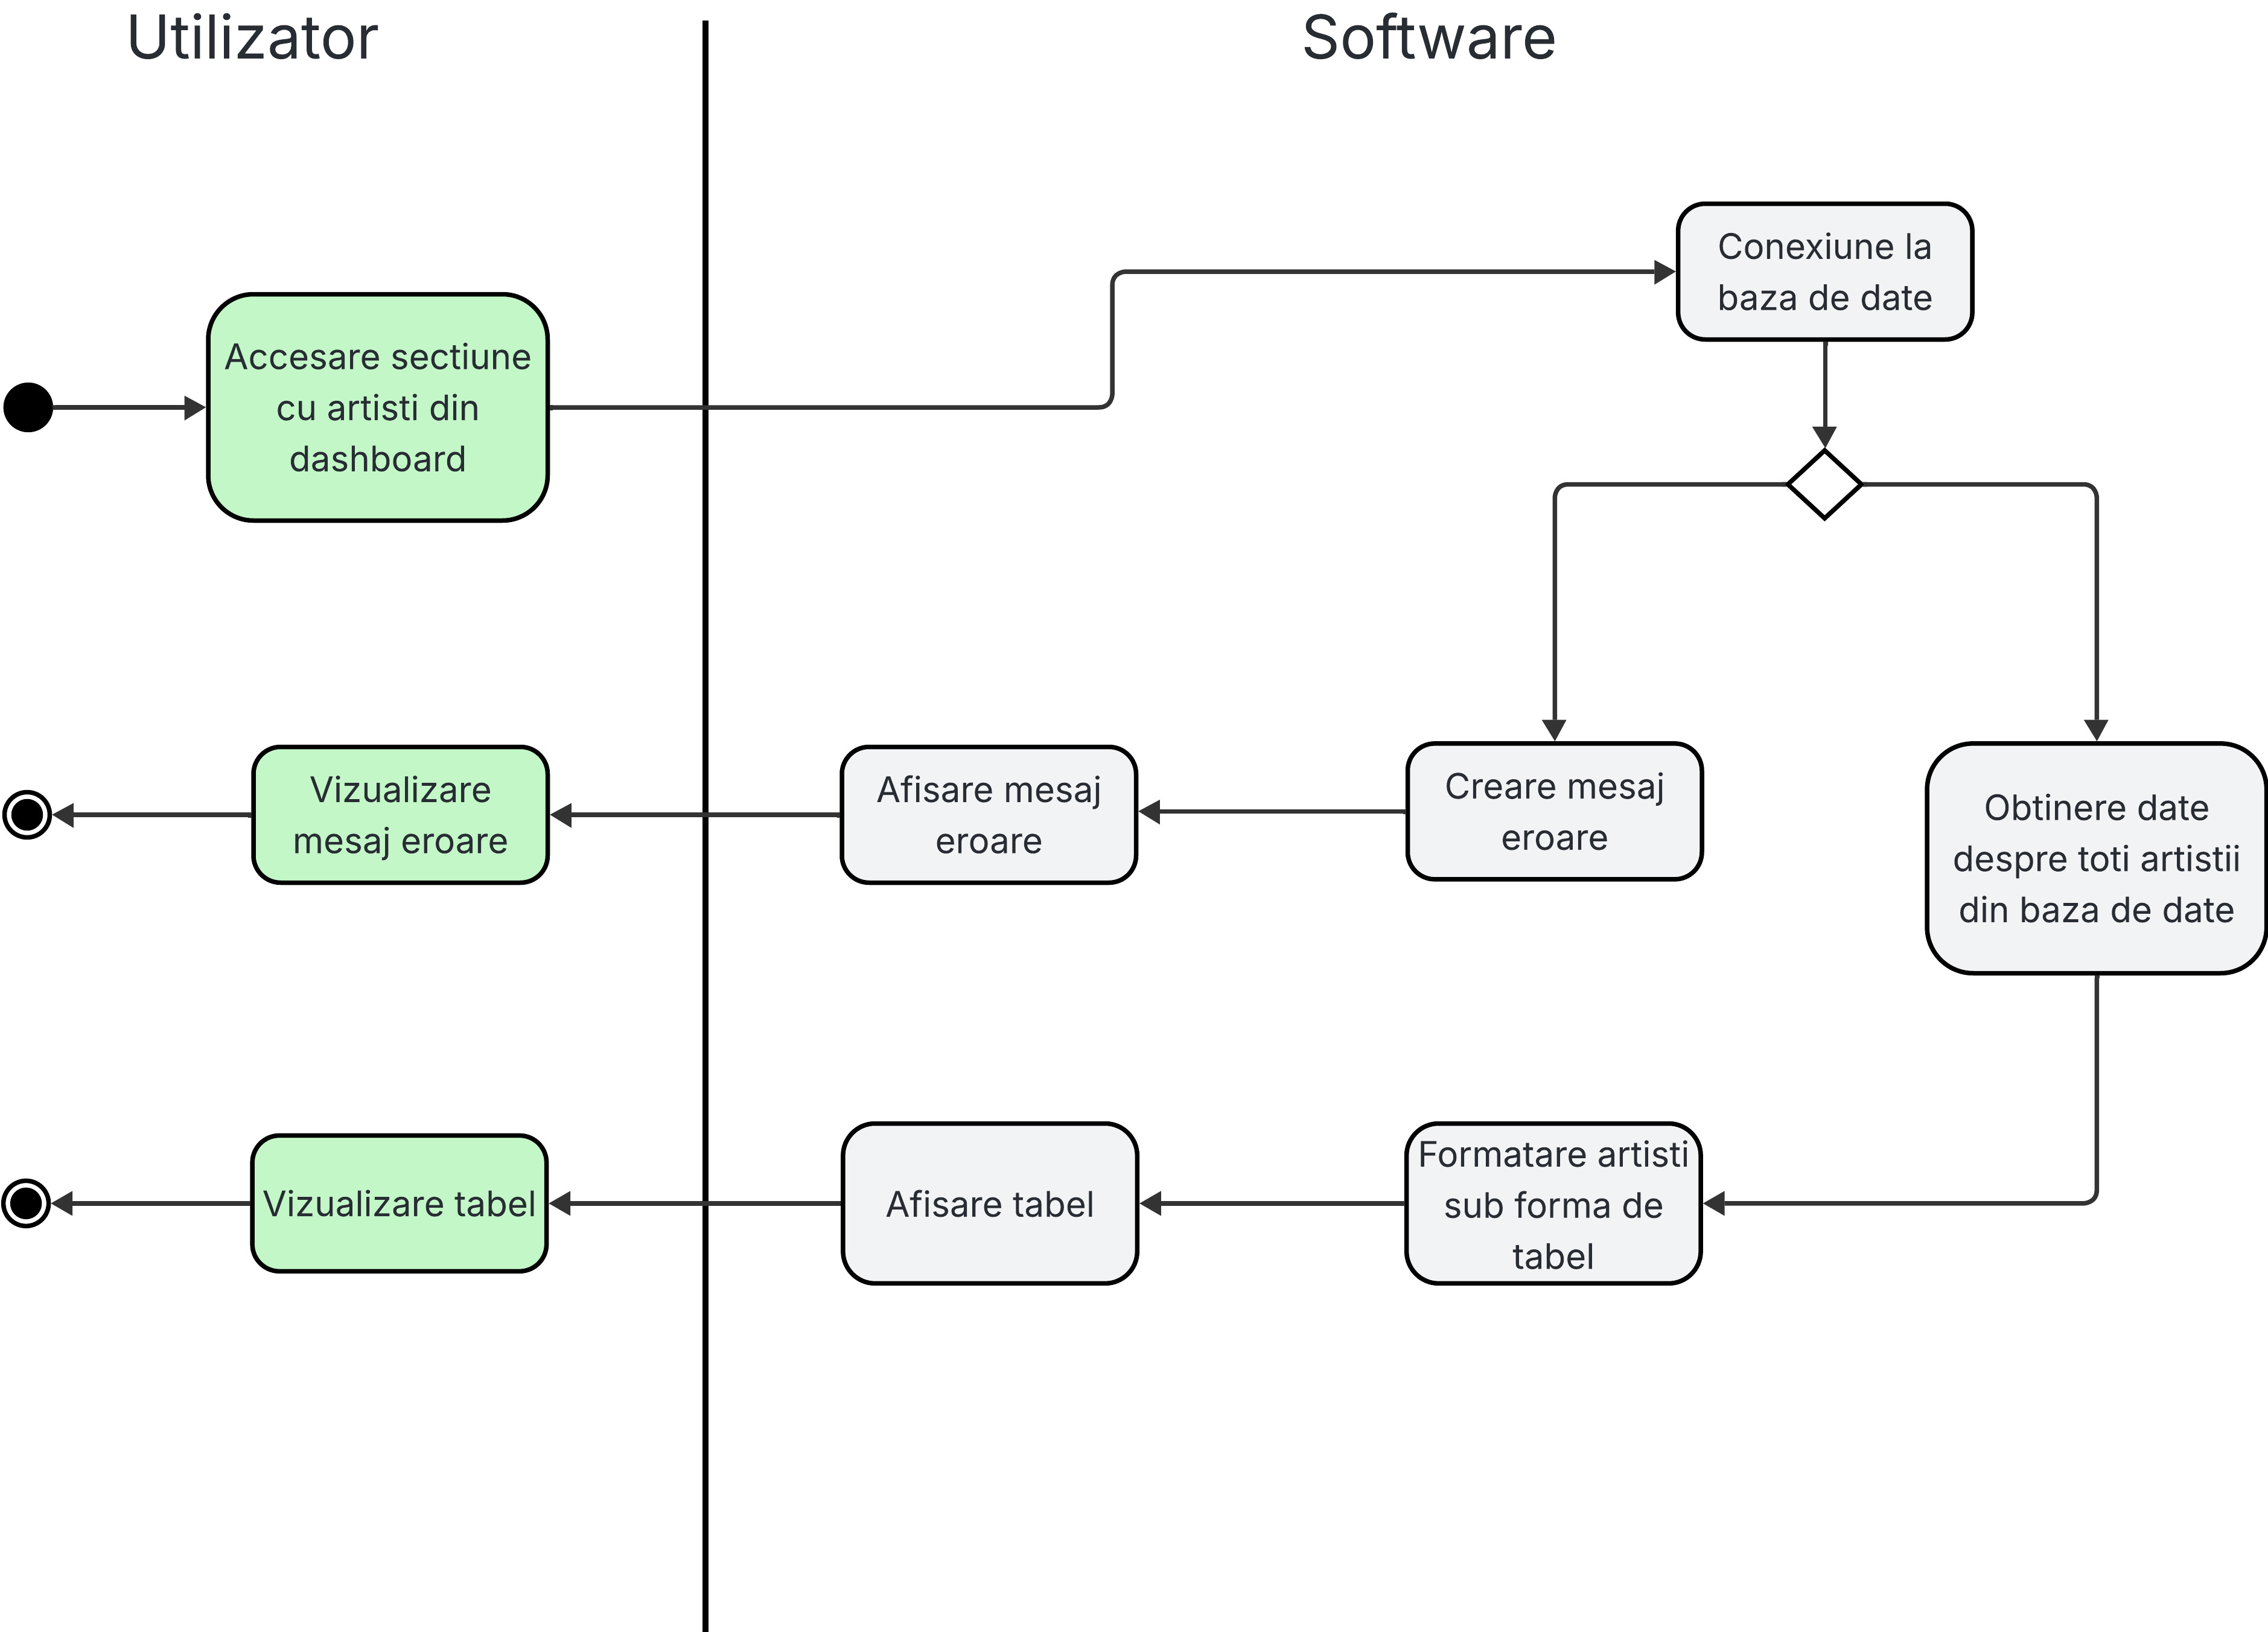 Utilizator
Software
Conexiune la
baza de date
Accesare sectiune
cu artisti din
dashboard
Vizualizare
mesaj eroare
Afisare mesaj
eroare
Creare mesaj
eroare
Obtinere date
despre toti artistii
din baza de date
Vizualizare tabel
Afisare tabel
Formatare artisti
sub forma de
tabel